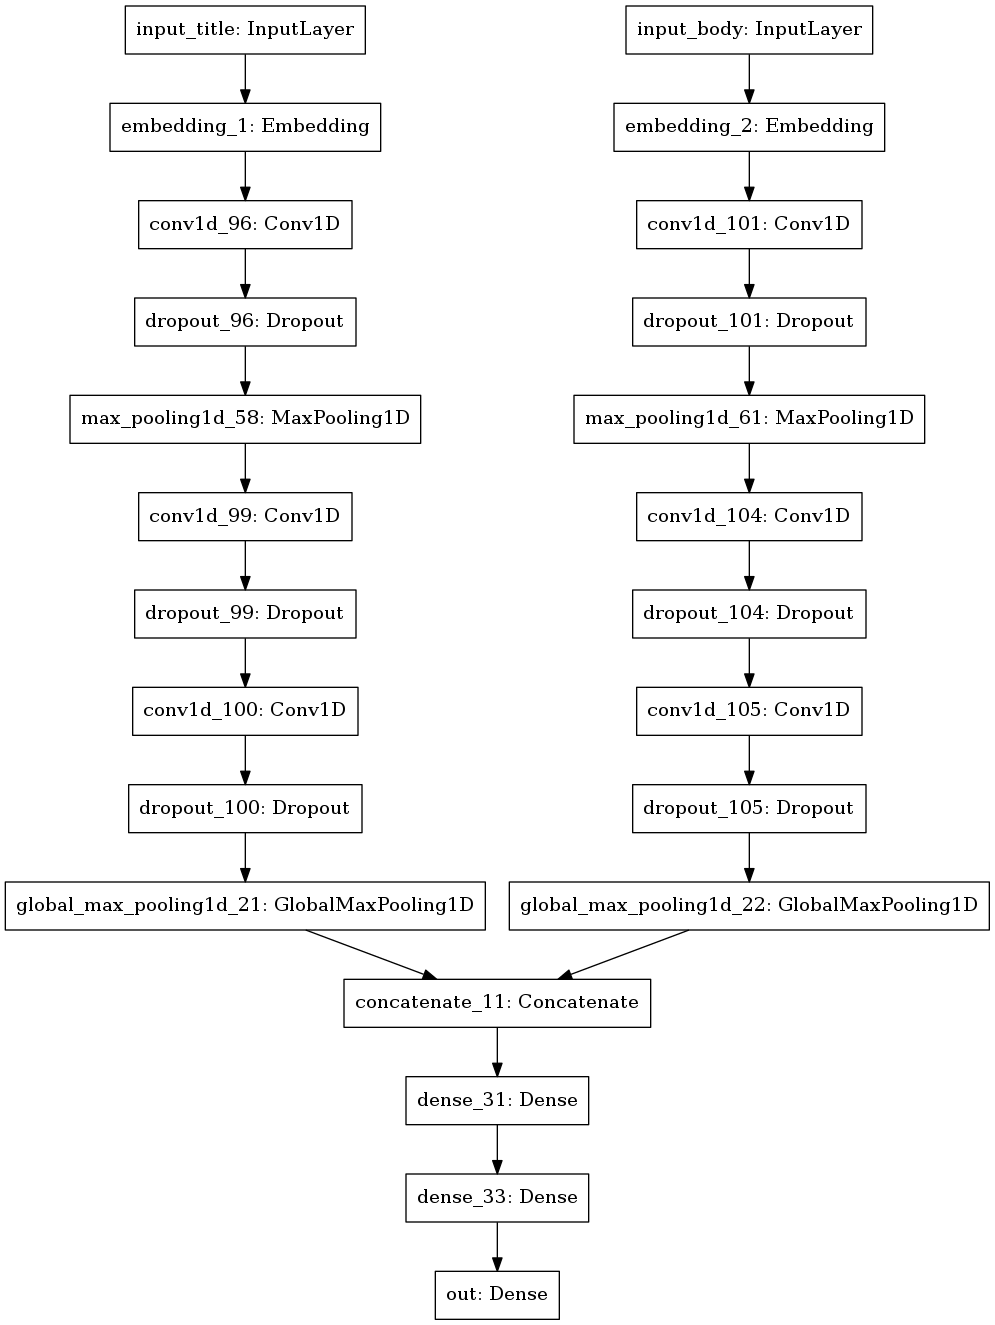 input_title: InputLayer
input_body: InputLayer
embedding_1: Embedding
embedding_2: Embedding
conv1d_96: Conv1D
conv1d_101: Conv1D
dropout_96: Dropout
dropout_101: Dropout
max_pooling1d_58: MaxPooling1D
max_pooling1d_61: MaxPooling1D
conv1d_99: Conv1D
conv1d_104: Conv1D
dropout_99: Dropout
dropout_104: Dropout
conv1d_100: Conv1D
conv1d_105: Conv1D
dropout_100: Dropout
dropout_105: Dropout
global_max_pooling1d_21: GlobalMaxPooling1D
global_max_pooling1d_22: GlobalMaxPooling1D
concatenate_11: Concatenate
dense_31: Dense
dense_33: Dense
out: Dense